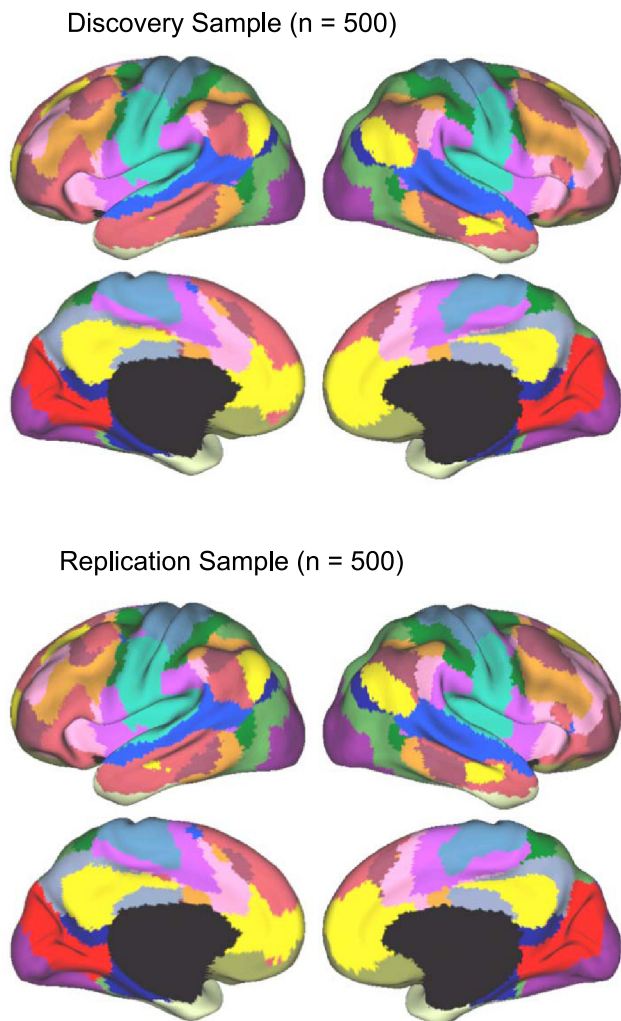 Discovery Sample (n = 500)
Replication Sample (n = 500)